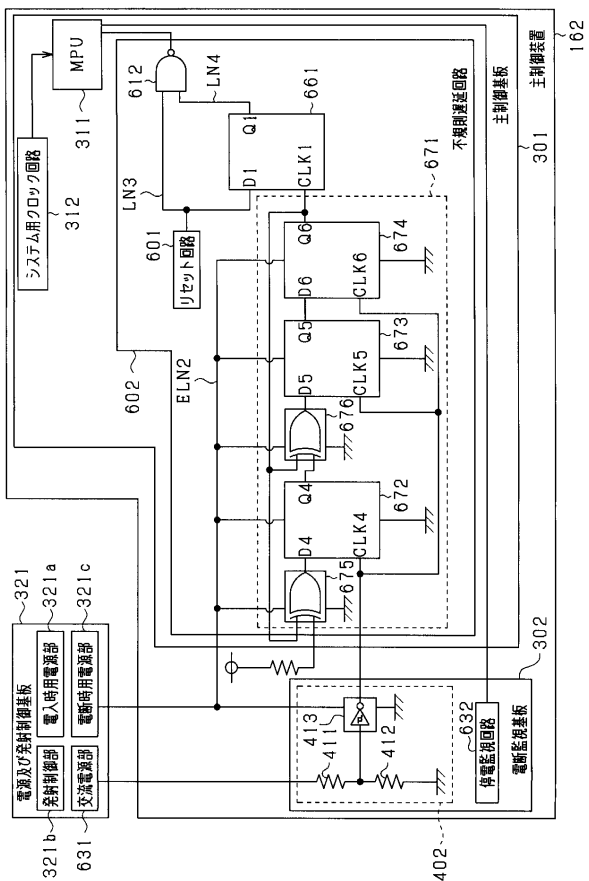 電源及び発射制御基板
321
発射制御部
321b
電入時用電源部
321a
交流電源部
631
電断時用電源部
321c
主制御装置
162
主制御基板
301
不規則遅延回路
602
システム用クロック回路
312
MPU
311
612
LN3
LN4
リセット回路
601
661
D1
Q1
CLK1
671
ELN2
675
D4
Q4
CLK4
672
676
D5
Q5
CLK5
673
D6
Q6
CLK6
674
402
411
412
413
停電監視回路
632
電断監視基板
302